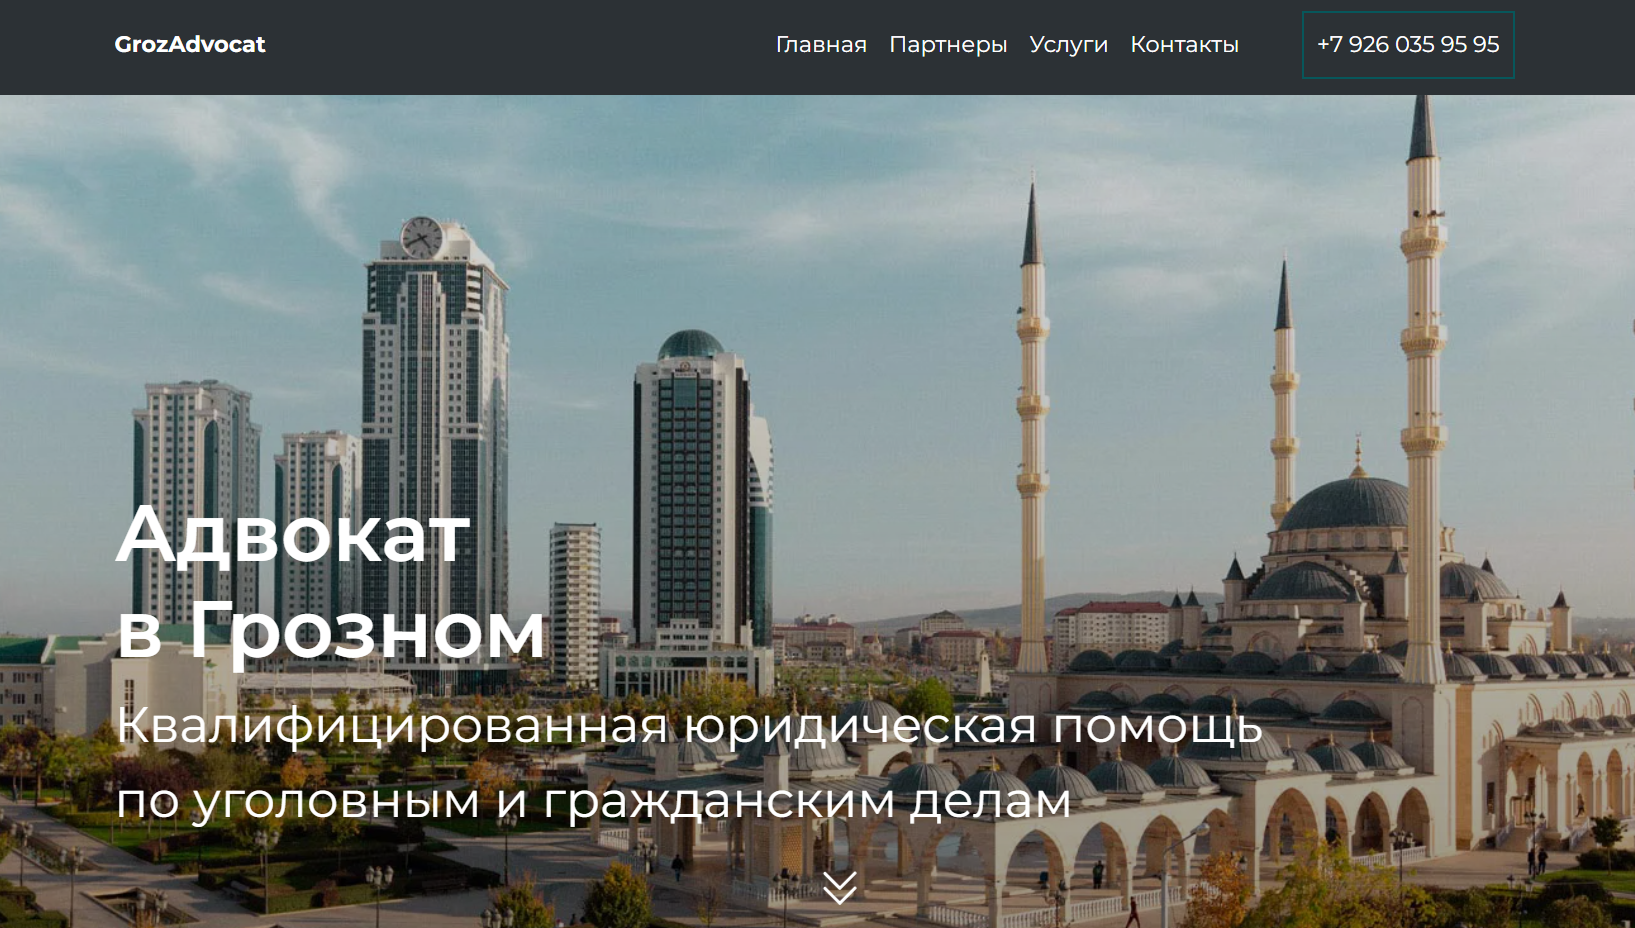 GrozAdvocat
Главная Партнеры Услуги Контакты +7 926 035 95 95
Адвокат
в Грозном
Квалифицированная юридическая помощь
по уголовным и гражданским делам